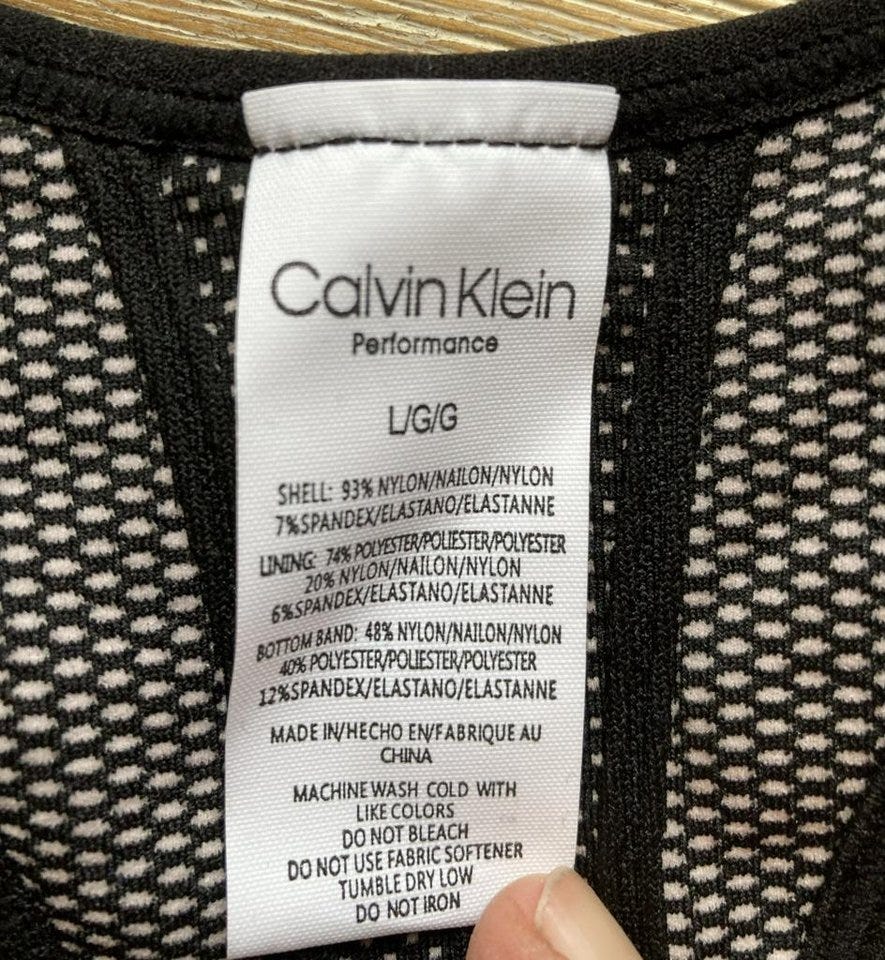 Calvin Klein
Performance
L/G/G
SHELL: 93% NYLON/NAILON/NYLON
7%SPANDEX/ELASTANO/ELASTANNE
LINING: 74% POLYESTER/POLIESTER/POLYESTER
20% NYLON/NAILON/NYLON
6%SPANDEX/ELASTANO/ELASTANNE
BOTTOM BAND: 48% NYLON/NAILON/NYLON
40% POLYESTER/POLIESTER/POLYESTER
12%SPANDEX/ELASTANO/ELASTANNE
MADE IN/HECHO EN/FABRIQUE AU
CHINA
MACHINE WASH COLD WITH
LIKE COLORS
DO NOT BLEACH
DO NOT USE FABRIC SOFTENER
TUMBLE DRY LOW
DO NOT IRON